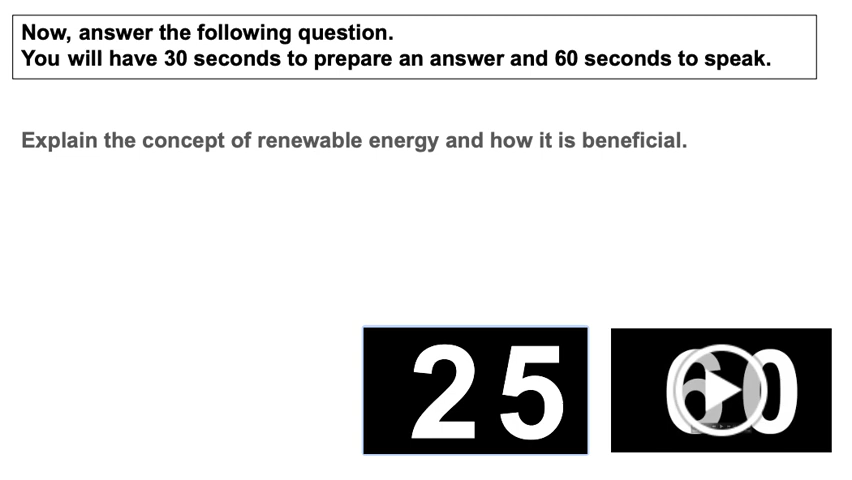 Now, answer the following question.
You will have 30 seconds to prepare an answer and 60 seconds to speak.
Explain the concept of renewable energy and how it is beneficial.
25
60